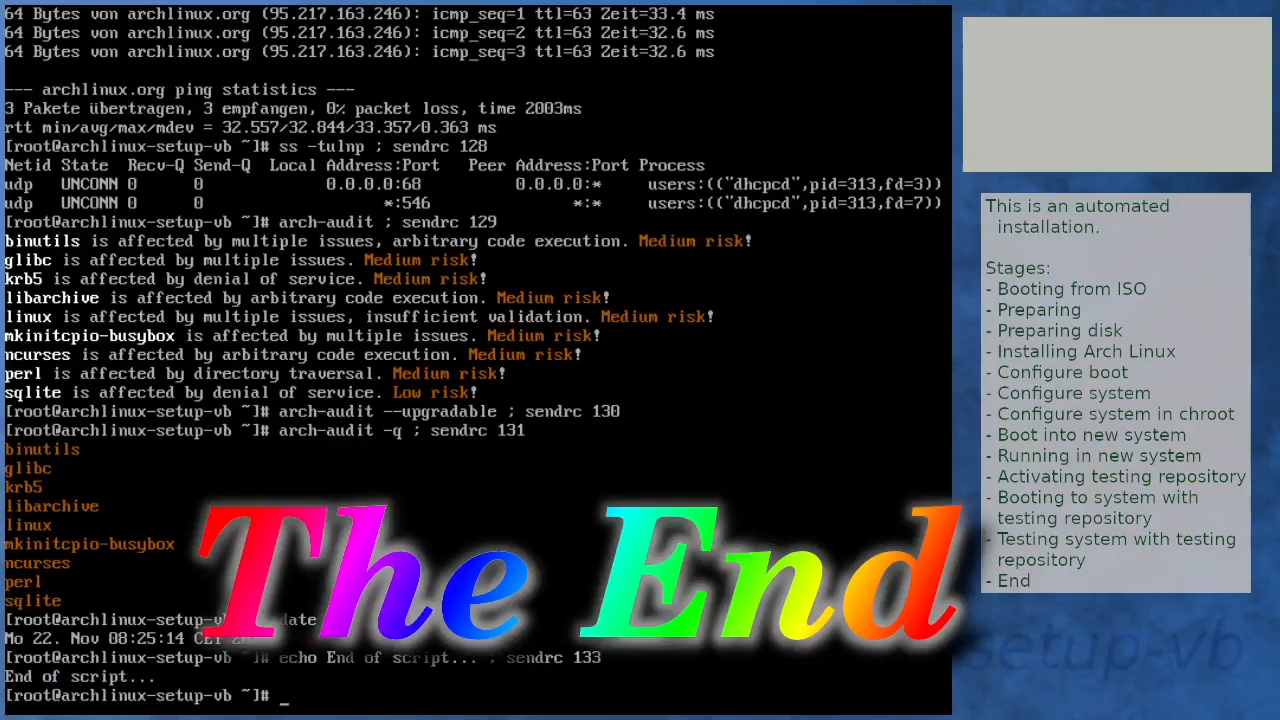 64 Bytes von archlinux.org (95.217.163.246): icmp_seq=1 ttl=63 Zeit=33.4 ms
64 Bytes von archlinux.org (95.217.163.246): icmp_seq=2 ttl=63 Zeit=32.6 ms
64 Bytes von archlinux.org (95.217.163.246): icmp_seq=3 ttl=63 Zeit=32.6 ms
--- archlinux.org ping statistics ---
3 Pakete übertragen, 3 empfangen, 0% packet loss, time 2003ms
rtt min/avg/max/mdev = 32.557/32.844/33.357/0.363 ms
[root@archlinux-setup-vb ~]# ss -tulnp ; sendrc 128
Netid State Recv-Q Send-Q Local Address:Port Peer Address:Port Process
udp UNCONN 0 0 0.0.0.0:68 0.0.0.0:* users:(("dhcpcd",pid=313,fd=3))
udp UNCONN 0 0 *:546 *:* users:(("dhcpcd",pid=313,fd=7))
[root@archlinux-setup-vb ~]# arch-audit ; sendrc 129
binutils is affected by multiple issues, arbitrary code execution. Medium risk!
glibc is affected by multiple issues. Medium risk!
krb5 is affected by denial of service. Medium risk!
libarchive is affected by arbitrary code execution. Medium risk!
linux is affected by multiple issues, insufficient validation. Medium risk!
mkinitcpio-busybox is affected by multiple issues. Medium risk!
ncurses is affected by arbitrary code execution. Medium risk!
perl is affected by directory traversal. Medium risk!
sqlite is affected by denial of service. Low risk!
[root@archlinux-setup-vb ~]# arch-audit --upgradable ; sendrc 130
[root@archlinux-setup-vb ~]# arch-audit -q ; sendrc 131
binutils
glibc
krb5
libarchive
linux
mkinitcpio-busybox
ncurses
perl
sqlite
[root@archlinux-setup-v date
Mo 22. Nov 08:25:14 CET
[root@archlinux-setup-vb ~]# echo End of script... ; sendrc 133
End of script...
[root@archlinux-setup-vb ~]# _
The End
This is an automated
installation.
Stages:
- Booting from ISO
- Preparing
- Preparing disk
- Installing Arch Linux
- Configure boot
- Configure system
- Configure system in chroot
- Boot into new system
- Running in new system
- Activating testing repository
- Booting to system with
testing repository
- Testing system with testing
repository
- End
setup-vb